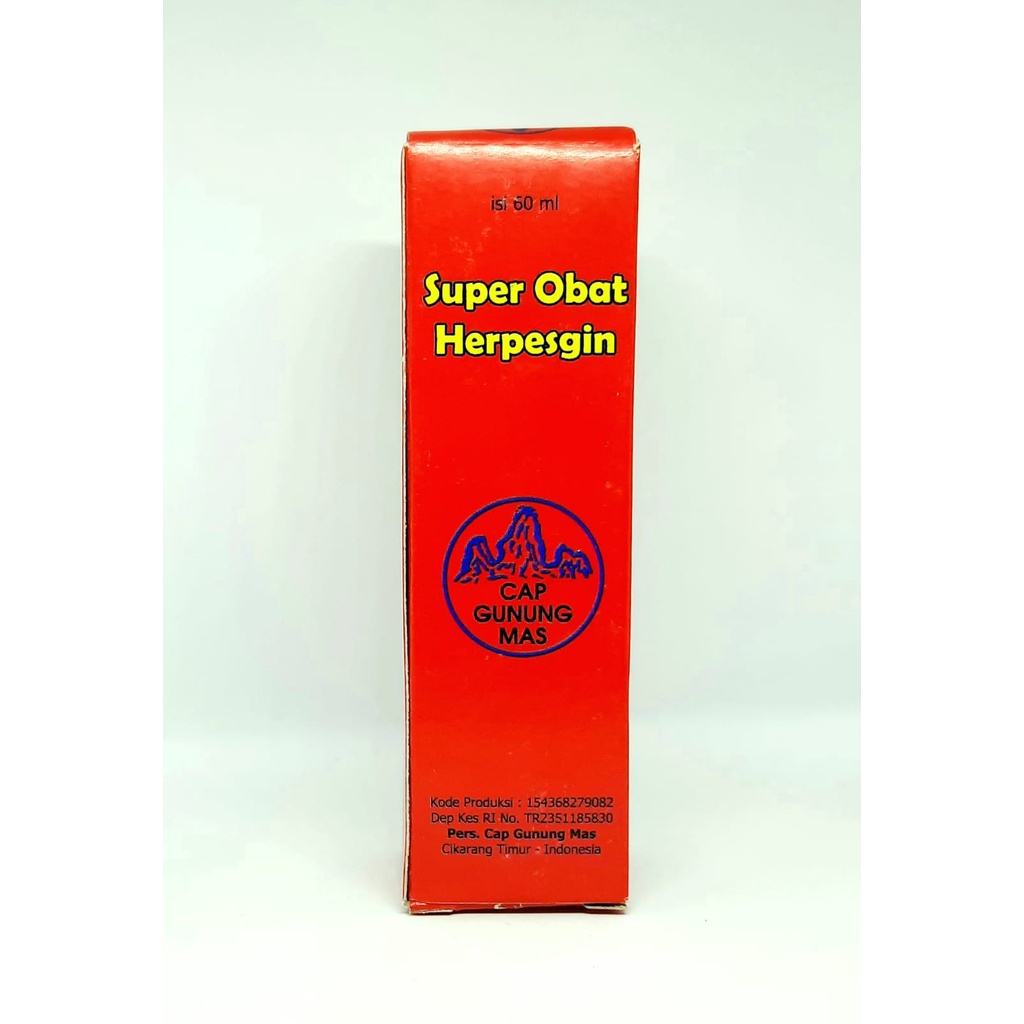 isi 60 ml
Super Obat
Herpesgin
CAP
GUNUNG
MAS
Kode Produksi : 154368279082
Dep Kes RI No. TR2351185830
Pers. Cap Gunung Mas
Cikarang Timur - Indonesia